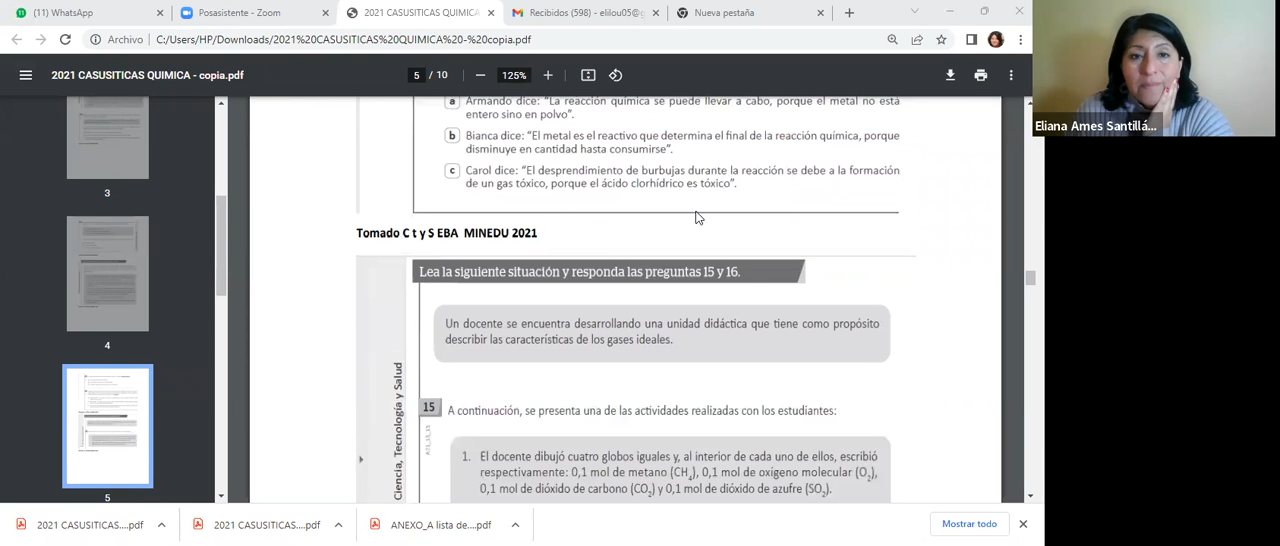 (11) WhatsApp
Posasistente - Zoom
2021 CASUSITICAS QUIMICA
Recibidos (598) - elilou05@g
Nueva pestaña
Archivo
C:/Users/HP/Downloads/2021%20CASUSITICAS%20QUIMICA%20-%20copia.pdf
2021 CASUSITICAS QUIMICA - copia.pdf
5 / 10
125%
3
4
5
a Armando dice: “La reacción química se puede llevar a cabo, porque el metal no está
entero sino en polvo”.
b Bianca dice: “El metal es el reactivo que determina el final de la reacción química, porque
disminuye en cantidad hasta consumirse”.
c Carol dice: “El desprendimiento de burbujas durante la reacción se debe a la formación
de un gas tóxico, porque el ácido clorhídrico es tóxico”.
Tomado C t y S EBA MINEDU 2021
Lea la siguiente situación y responda las preguntas 15 y 16.
Un docente se encuentra desarrollando una unidad didáctica que tiene como propósito
describir las características de los gases ideales.
Ciencia, Tecnología y Salud
15 A continuación, se presenta una de las actividades realizadas con los estudiantes:
1. El docente dibujó cuatro globos iguales y, al interior de cada uno de ellos, escribió
respectivamente: 0,1 mol de metano (CH4), 0,1 mol de oxígeno molecular (O2),
0,1 mol de dióxido de carbono (CO2) y 0,1 mol de dióxido de azufre (SO2).
Eliana Ames Santillá...
2021 CASUSITICAS....pdf
2021 CASUSITICAS....pdf
ANEXO_A lista de....pdf
Mostrar todo